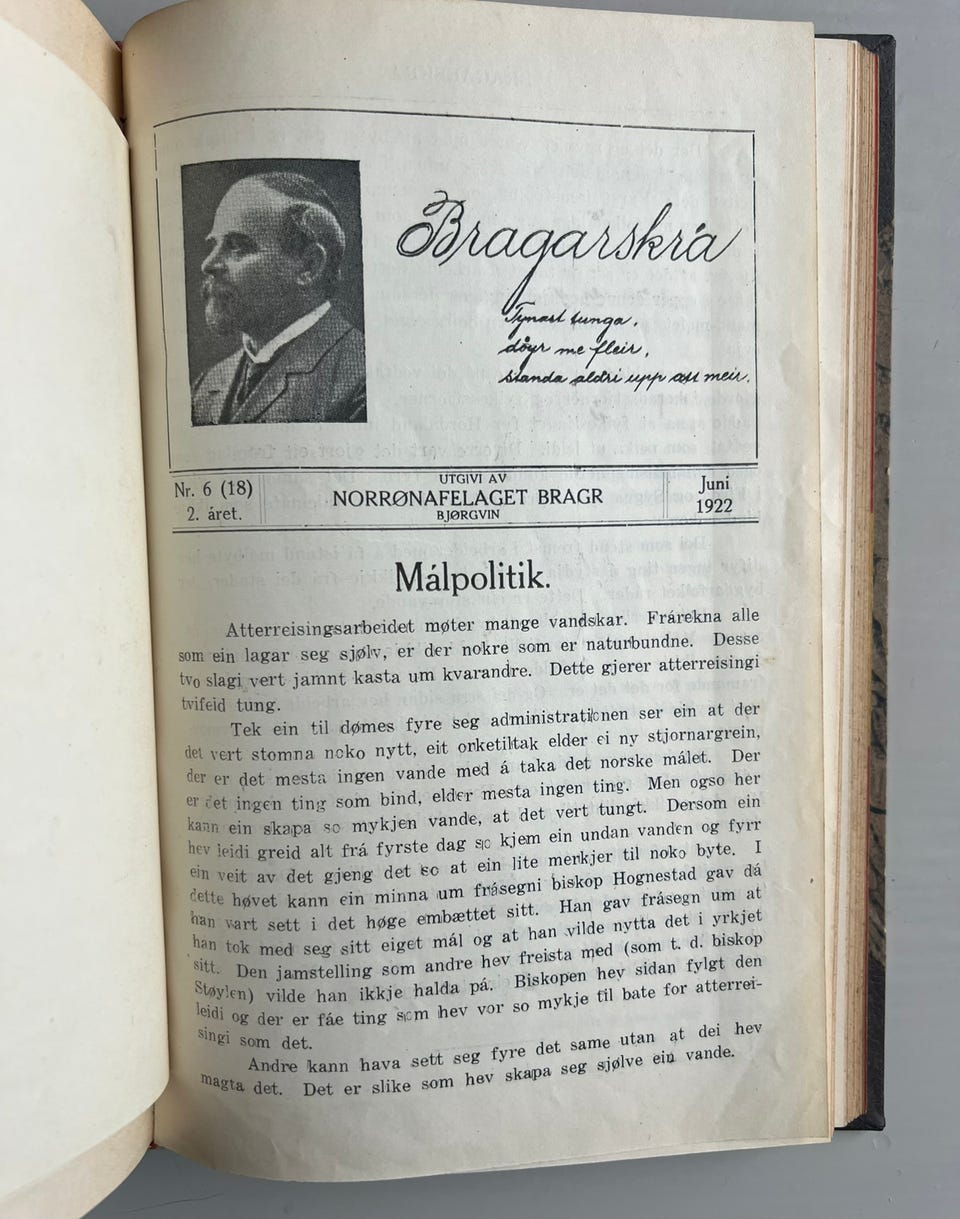 Bragarskrá
Tynast tunga,
døyr me fleir,
standa aldri upp ått meir.
Nr. 6 (18)
2. året.
UTGIVI AV
NORRØNAFELAGET BRAGR
BJØRGVIN
Juni
1922
Målpolitik.
Atterreisingsarbeidet møter mange vandskar. Frårekna alle
som ein lagar seg sjølv, er der nokre som er naturbundne. Desse
tvo slagi vert jamnt kasta um kvarandre. Dette gjerer atterreisingi
tvifeld tung.
Tek ein til dømes fyre seg administrationen ser ein at der
det vert stomna noko nytt, eit orketiltak elder ei ny stjornargrein,
der er det mesta ingen vande med å taka det norske målet. Der
er det ingen ting som bind, elder mesta ingen ting. Men ogso her
kann ein skapa so mykjen vande, at det vert tungt. Dersom ein
hev leidi greid alt frå fyrste dag so kjem ein undan vanden og fyrr
ein veit av det gjeng det so at ein lite merkjer til noko byte. I
dette høvet kann ein minna um fråsegni biskop Hognestad gav då
han vart sett i det høge embættet sitt. Han gav fråsegn um at
han tok med seg sitt eiget mål og at han vilde nytta det i yrkjet
sitt. Den jamstelling som andre hev freista med (som t. d. biskop
Støylen) vilde han ikkje halda på. Biskopen hev sidan fylgt den
leidi og der er fáe ting som hev vor so mykje til bate for atterrei-
singi som det.
Andre kann hava sett seg fyre det same utan at dei hev
magta det. Det er slike som hev skapa seg sjølve ein vande.